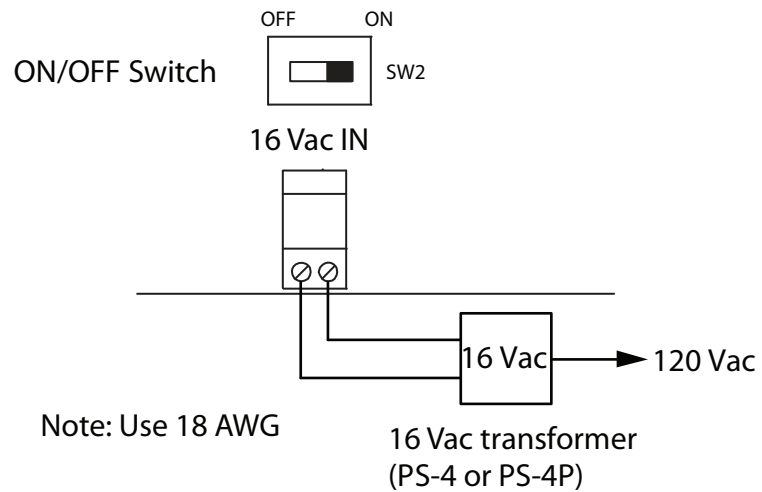 OFF ON
ON/OFF Switch
SW2
16 Vac IN
16 Vac
120 Vac
Note: Use 18 AWG
16 Vac transformer
(PS-4 or PS-4P)